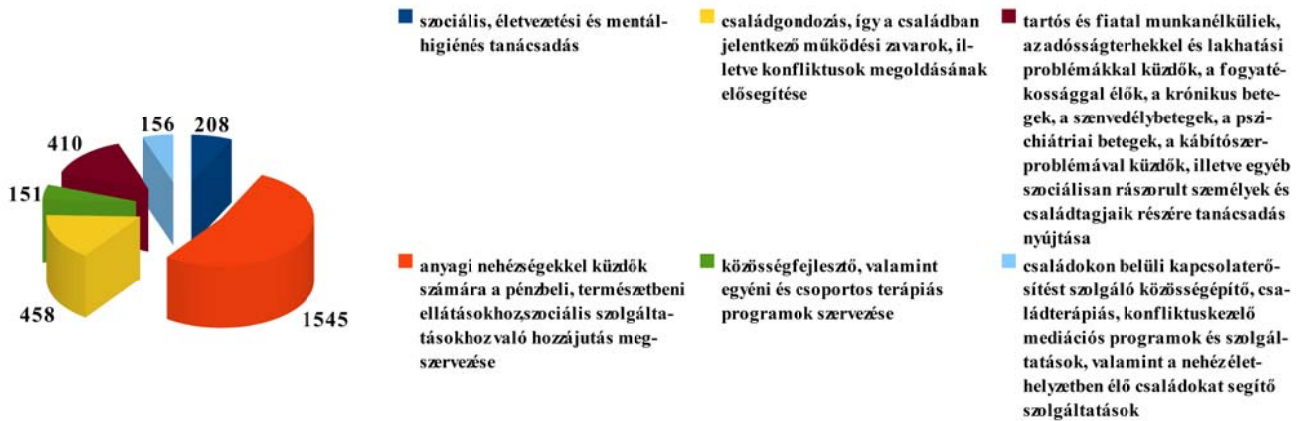 156
208
410
151
458
1545
szociális, életvezetési és mentál-
higiénés tanácsadás
családgondozás, így a családban
jelentkező működési zavarok, il-
letve konfliktusok megoldásának
elősegítése
tartós és fiatal munkanélküliek,
az adósságterhekkel és lakhatási
problémákkal küzdők, a fogyaté-
kossággal élők, a krónikus bete-
gek, a szenvedélybetegek, a pszi-
chiátriai betegek, a kábítószer-
problémával küzdők, illetve egyéb
szociálisan rászorult személyek és
családtagjaik részére tanácsadás
nyújtása
anyagi nehézségekkel küzdők
számára a pénzbeli, természetbeni
ellátásokhoz,szociális szolgálta-
tásokhoz való hozzájutás meg-
szervezése
közösségfejlesztő, valamint
egyéni és csoportos terápiás
programok szervezése
családokon belüli kapcsolaterő-
sítést szolgáló közösségépítő, csa-
ládterápiás, konfliktuskezelő
mediációs programok és szolgál-
tatások, valamint a nehéz élet-
helyzetben élő családokat segítő
szolgáltatások